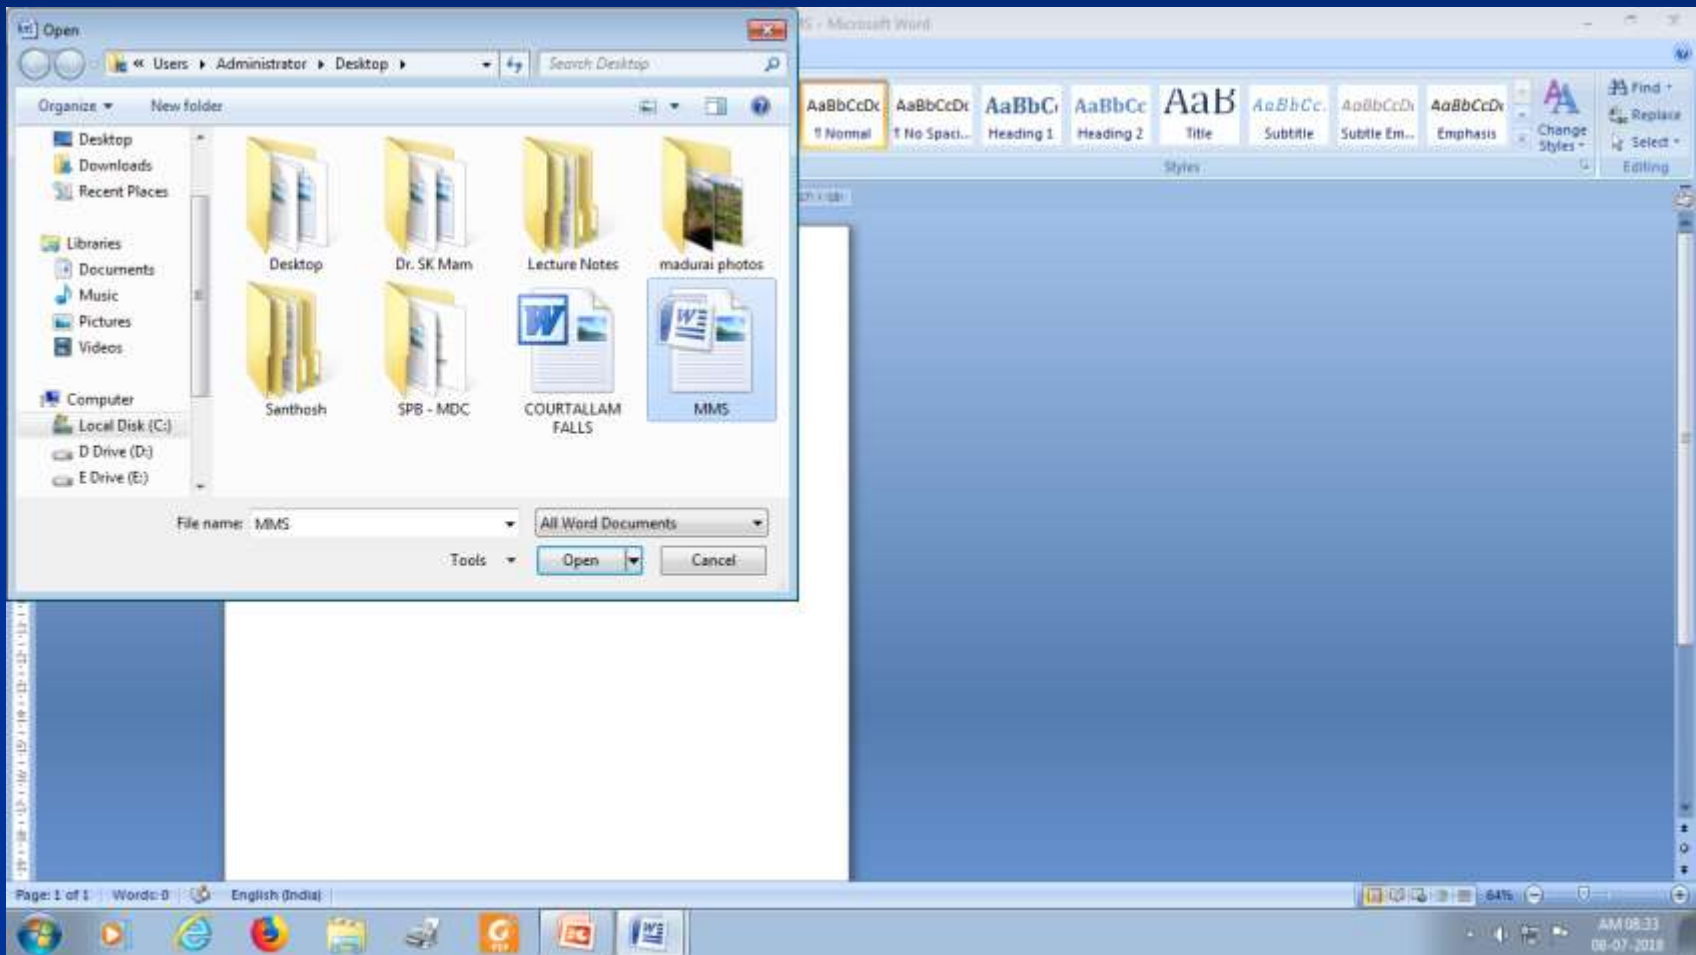 Open
S - Microsoft Word
« Users ▸ Administrator ▸ Desktop ▸
Search Desktop
Organize
New folder
Desktop
Downloads
Recent Places
Libraries
Documents
Music
Pictures
Videos
Computer
Local Disk (C:)
D Drive (D:)
E Drive (E:)
Desktop
Dr. SK Mam
Lecture Notes
madurai photos
Santhosh
SPB - MDC
COURTALLAM
FALLS
MMS
File name: MMS
All Word Documents
Tools
Open
Cancel
AaBbCcDc AaBbCcDc AaBbC AaBbCc AaB AaBbCc. AaBbCcDc AaBbCcDc
¶ Normal ¶ No Spaci... Heading 1 Heading 2 Title Subtitle Subtle Em... Emphasis
Change
Styles
Styles
Find
Replace
Select
Editing
Page: 1 of 1 Words: 0 English (India)
64%
AM 08:33
08-07-2018